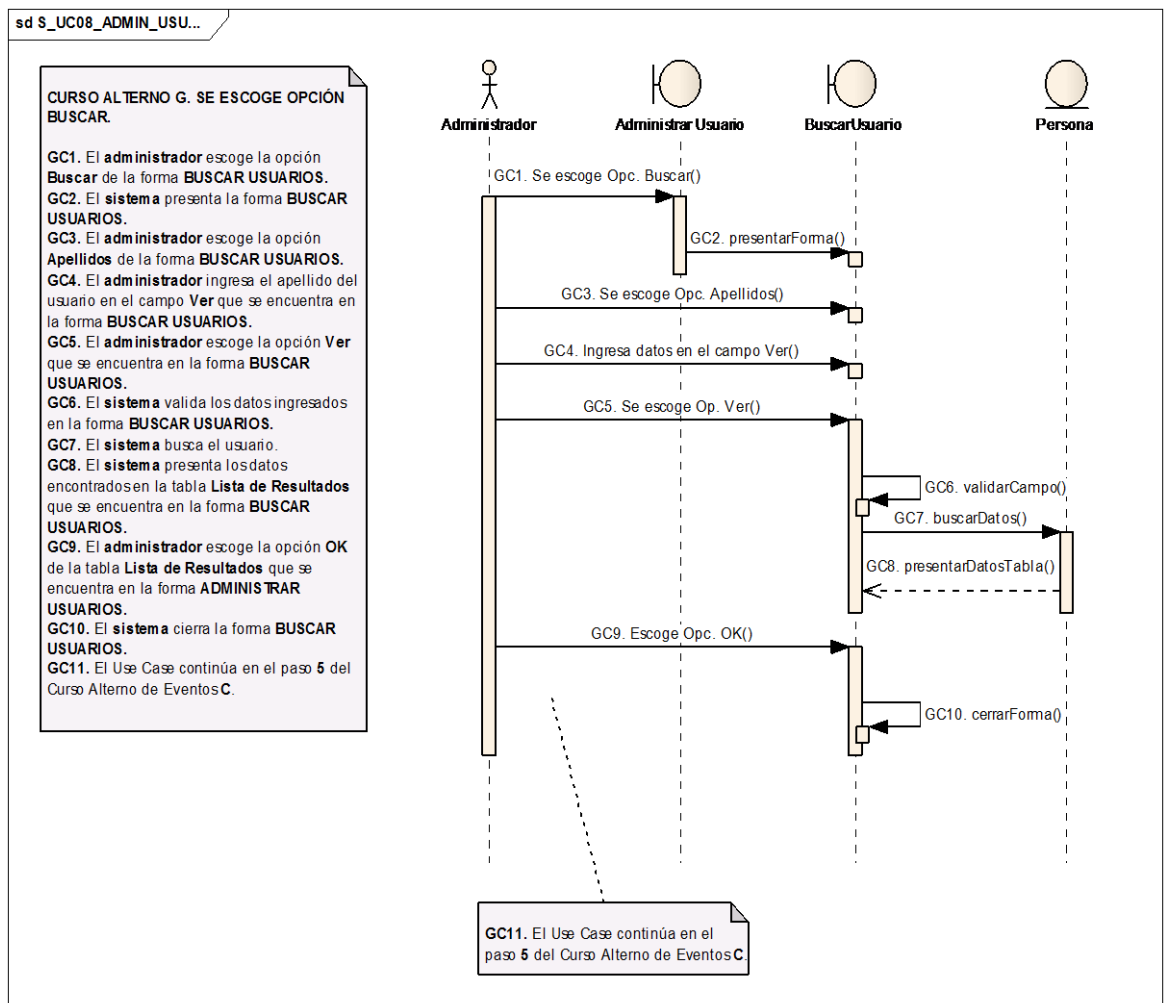 sd S_UC08_ADMIN_USU...
CURSO ALTERNO G. SE ESCOGE OPCIÓN
BUSCAR.
GC1. El administrador escoge la opción
Buscar de la forma BUSCAR USUARIOS.
GC2. El sistema presenta la forma BUSCAR
USUARIOS.
GC3. El administrador escoge la opción
Apellidos de la forma BUSCAR USUARIOS.
GC4. El administrador ingresa el apellido del
usuario en el campo Ver que se encuentra en
la forma BUSCAR USUARIOS.
GC5. El administrador escoge la opción Ver
que se encuentra en la forma BUSCAR
USUARIOS.
GC6. El sistema valida los datos ingresados
en la forma BUSCAR USUARIOS.
GC7. El sistema busca el usuario.
GC8. El sistema presenta los datos
encontrados en la tabla Lista de Resultados
que se encuentra en la forma BUSCAR
USUARIOS.
GC9. El administrador escoge la opción OK
de la tabla Lista de Resultados que se
encuentra en la forma ADMINISTRAR
USUARIOS.
GC10. El sistema cierra la forma BUSCAR
USUARIOS.
GC11. El Use Case continúa en el paso 5 del
Curso Alterno de Eventos C.
Administrador
Administrar Usuario
BuscarUsuario
Persona
GC1. Se escoge Opc. Buscar()
GC2. presentarForma()
GC3. Se escoge Opc. Apellidos()
GC4. Ingresa datos en el campo Ver()
GC5. Se escoge Op. Ver()
GC6. validarCampo()
GC7. buscarDatos()
GC8. presentarDatosTabla()
GC9. Escoge Opc. OK()
GC10. cerrarForma()
GC11. El Use Case continúa en el
paso 5 del Curso Alterno de Eventos C.